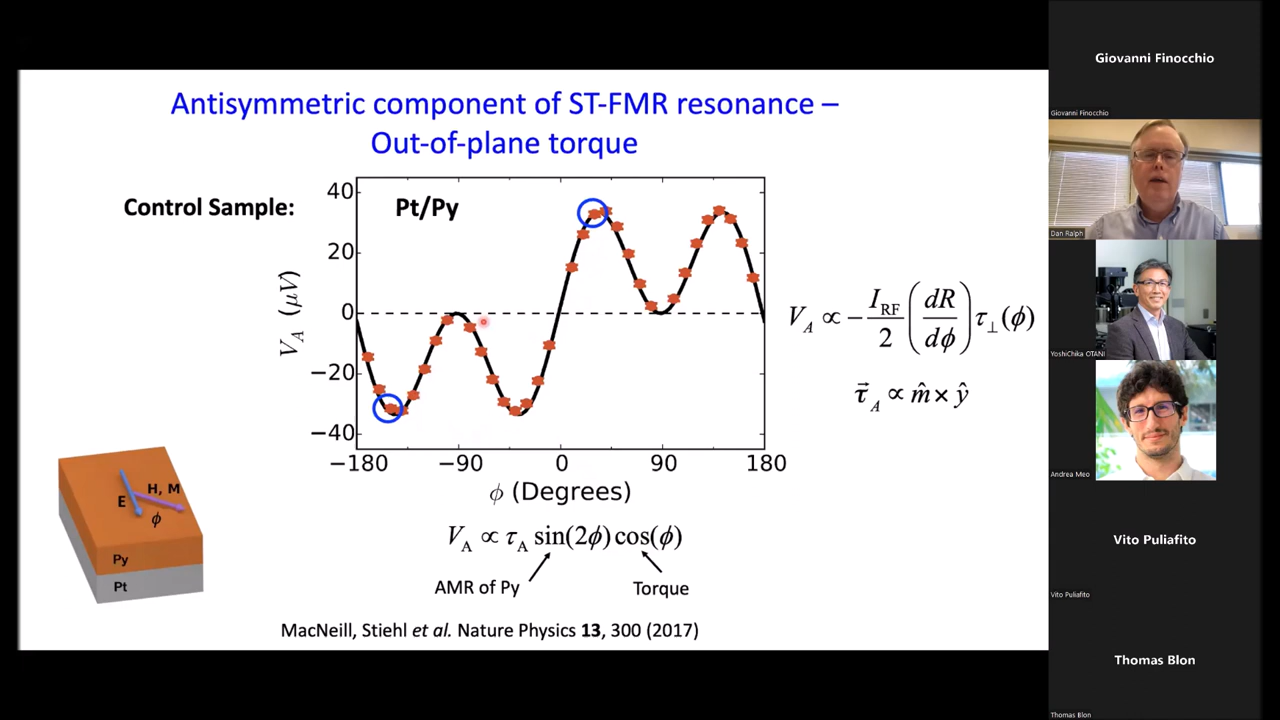 Antisymmetric component of ST-FMR resonance –
Out-of-plane torque
Control Sample:
Pt/Py
40
20
0
−20
−40
V_A (μV)
−180 −90 0 90 180
ϕ (Degrees)
V_A ∝ − I_RF/2 (dR/dϕ) τ_⊥(ϕ)
τ⃗_A ∝ m̂ × ŷ
E
H, M
ϕ
Py
Pt
V_A ∝ τ_A sin(2ϕ) cos(ϕ)
AMR of Py
Torque
MacNeill, Stiehl et al. Nature Physics 13, 300 (2017)
Giovanni Finocchio
Giovanni Finocchio
Dan Ralph
YoshiChika OTANI
Andrea Meo
Vito Puliafito
Vito Puliafito
Thomas Blon
Thomas Blon